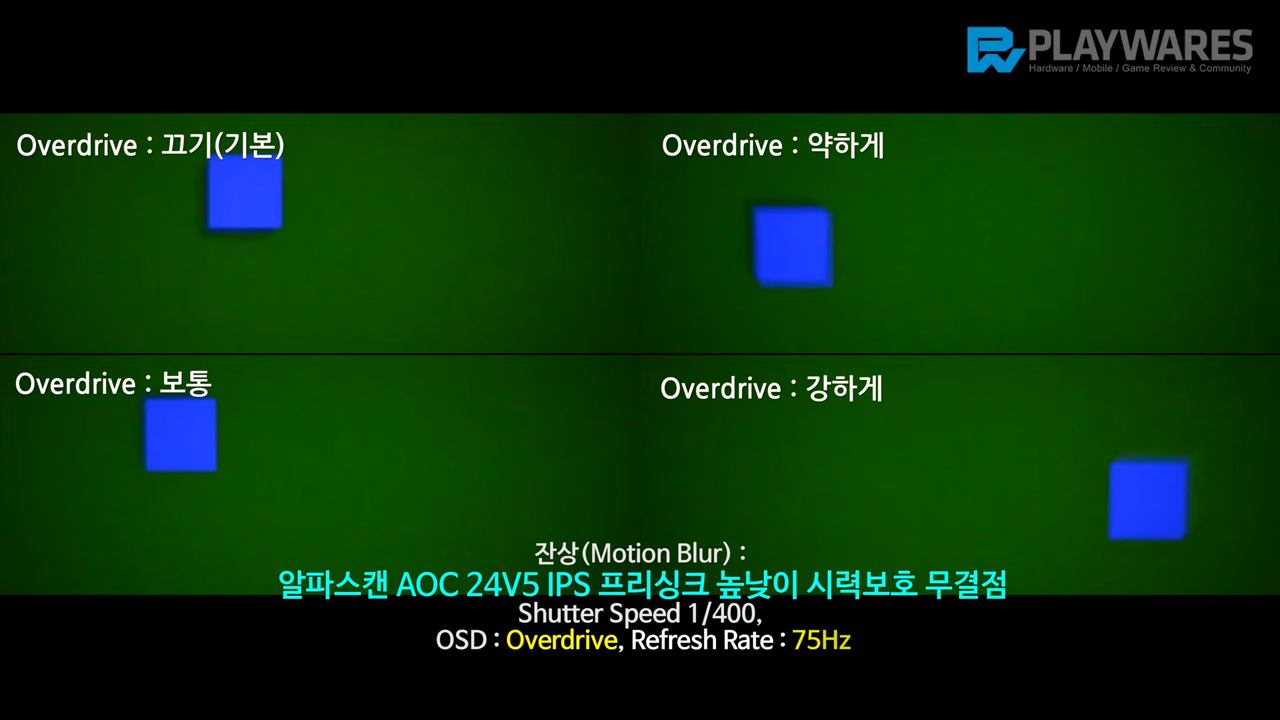 PLAYWARES
Hardware / Mobile / Game Review & Community
Overdrive : 끄기(기본)
Overdrive : 약하게
Overdrive : 보통
Overdrive : 강하게
잔상(Motion Blur) :
알파스캔 AOC 24V5 IPS 프리싱크 높낮이 시력보호 무결점
Shutter Speed 1/400,
OSD : Overdrive, Refresh Rate : 75Hz